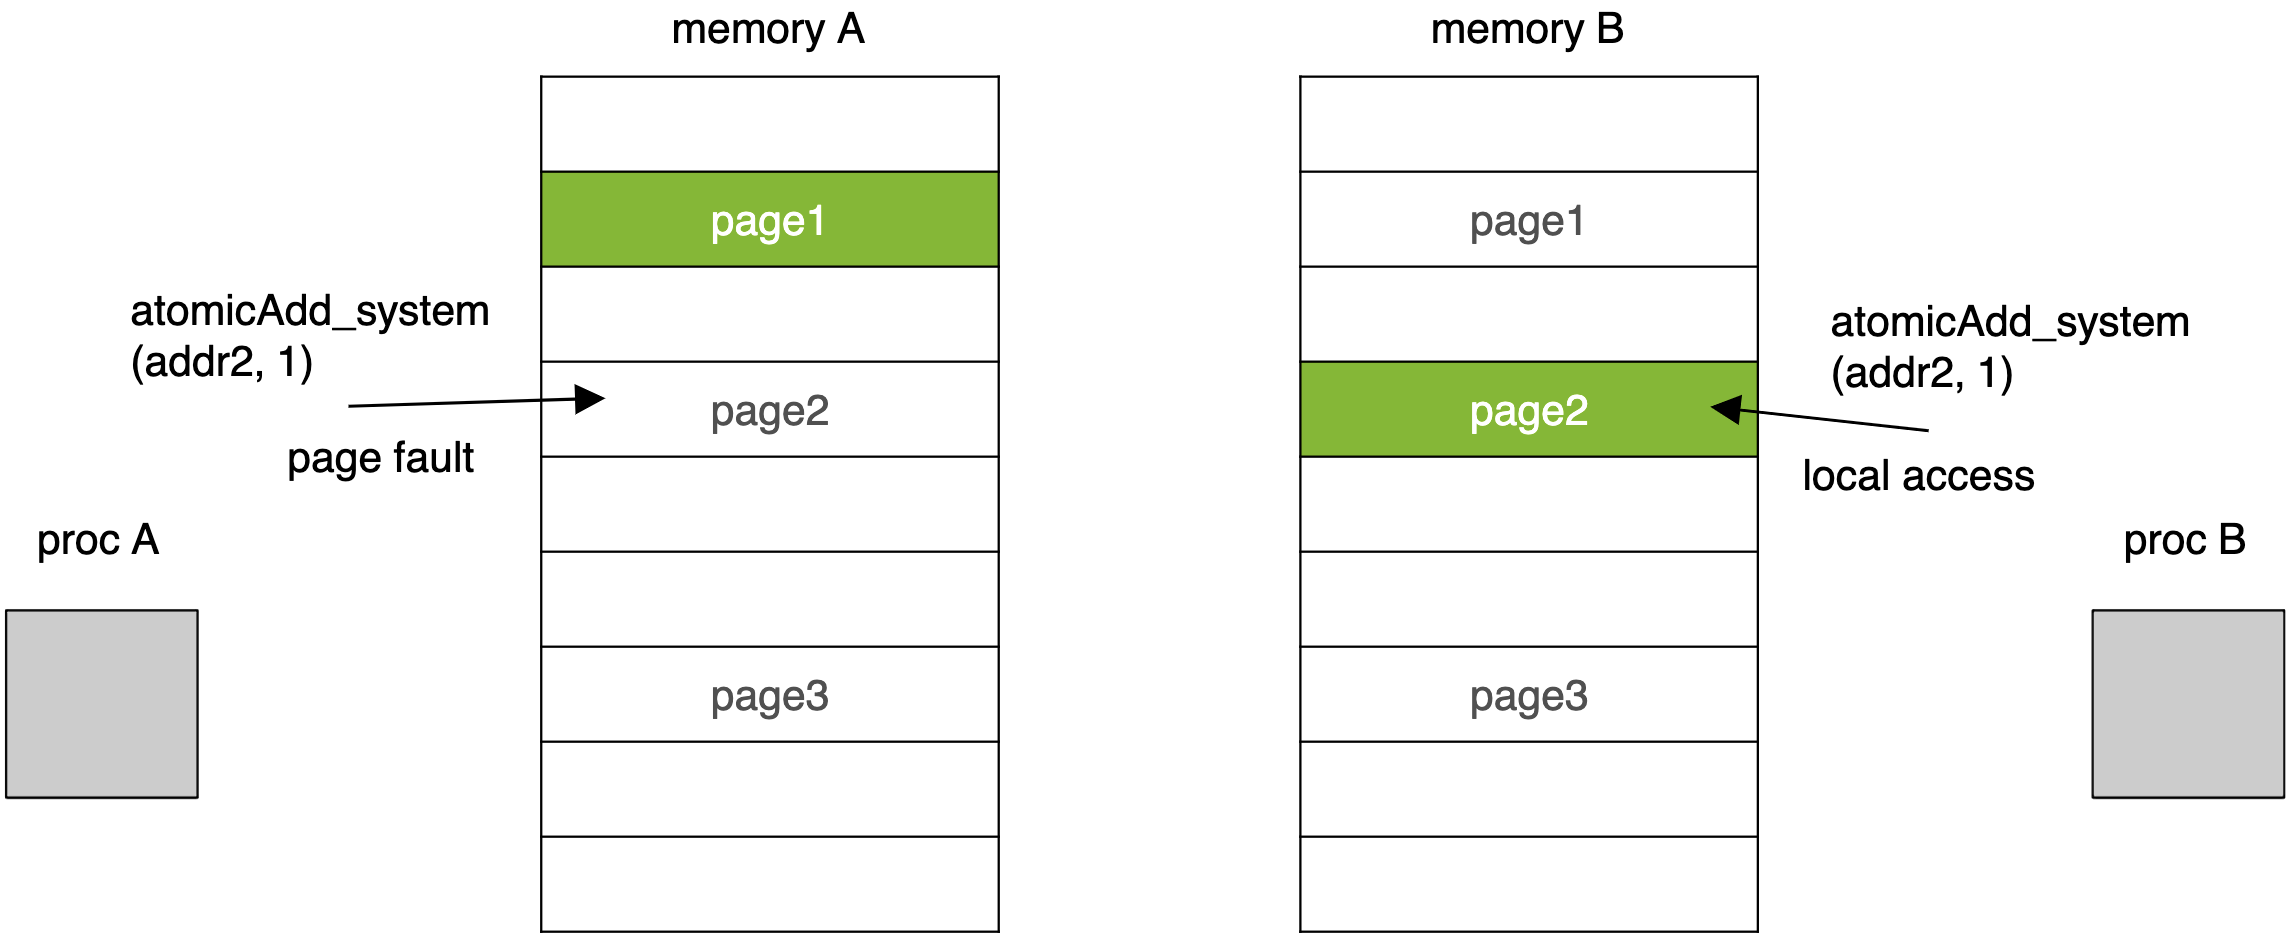 memory A
memory B
page1
page1
atomicAdd_system
(addr2, 1)
atomicAdd_system
(addr2, 1)
page2
page2
page fault
local access
proc A
proc B
page3
page3